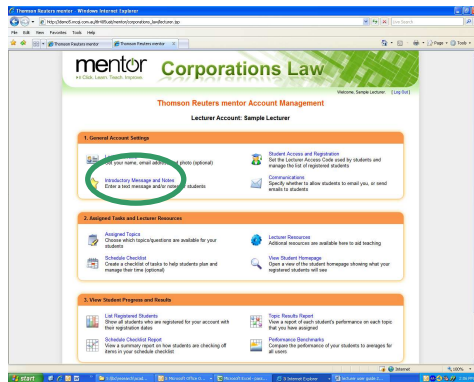 Thomson Reuters mentor - Windows Internet Explorer
File Edit View Favorites Tools Help
Thomson Reuters mentor
Thomson Reuters mentor
Page
Tools
mentor
Click. Learn. Teach. Improve.
Corporations Law
Welcome, Sample Lecturer [Log Out]
Thomson Reuters mentor Account Management
Lecturer Account: Sample Lecturer
1. General Account Settings
your name, email address photo (optional)
Introductory Message and Notes
Enter a text message and/or notes students
Student Access and Registration
Set the Lecturer Access Code used by students and
manage the list of registered students
Communications
Specify whether to allow students to email you, or send
emails to students
2. Assigned Tasks and Lecturer Resources
Assigned Topics
Choose which topics/questions are available for your
students
Schedule Checklist
Create a checklist of tasks to help students plan and
manage their time (optional)
Lecturer Resources
Additional resources are available here to aid teaching
View Student Homepage
Open a view of the student homepage showing what your
registered students will see
3. View Student Progress and Results
List Registered Students
Show all students who are registered for your account with
their registration dates
Schedule Checklist Report
View a summary report on how students are checking off
items in your schedule checklist
Topic Results Report
View a report of each student's performance on each topic
that you have assigned
Performance Benchmarks
Compare the performance of your students to averages for
all users
Internet
100%
start